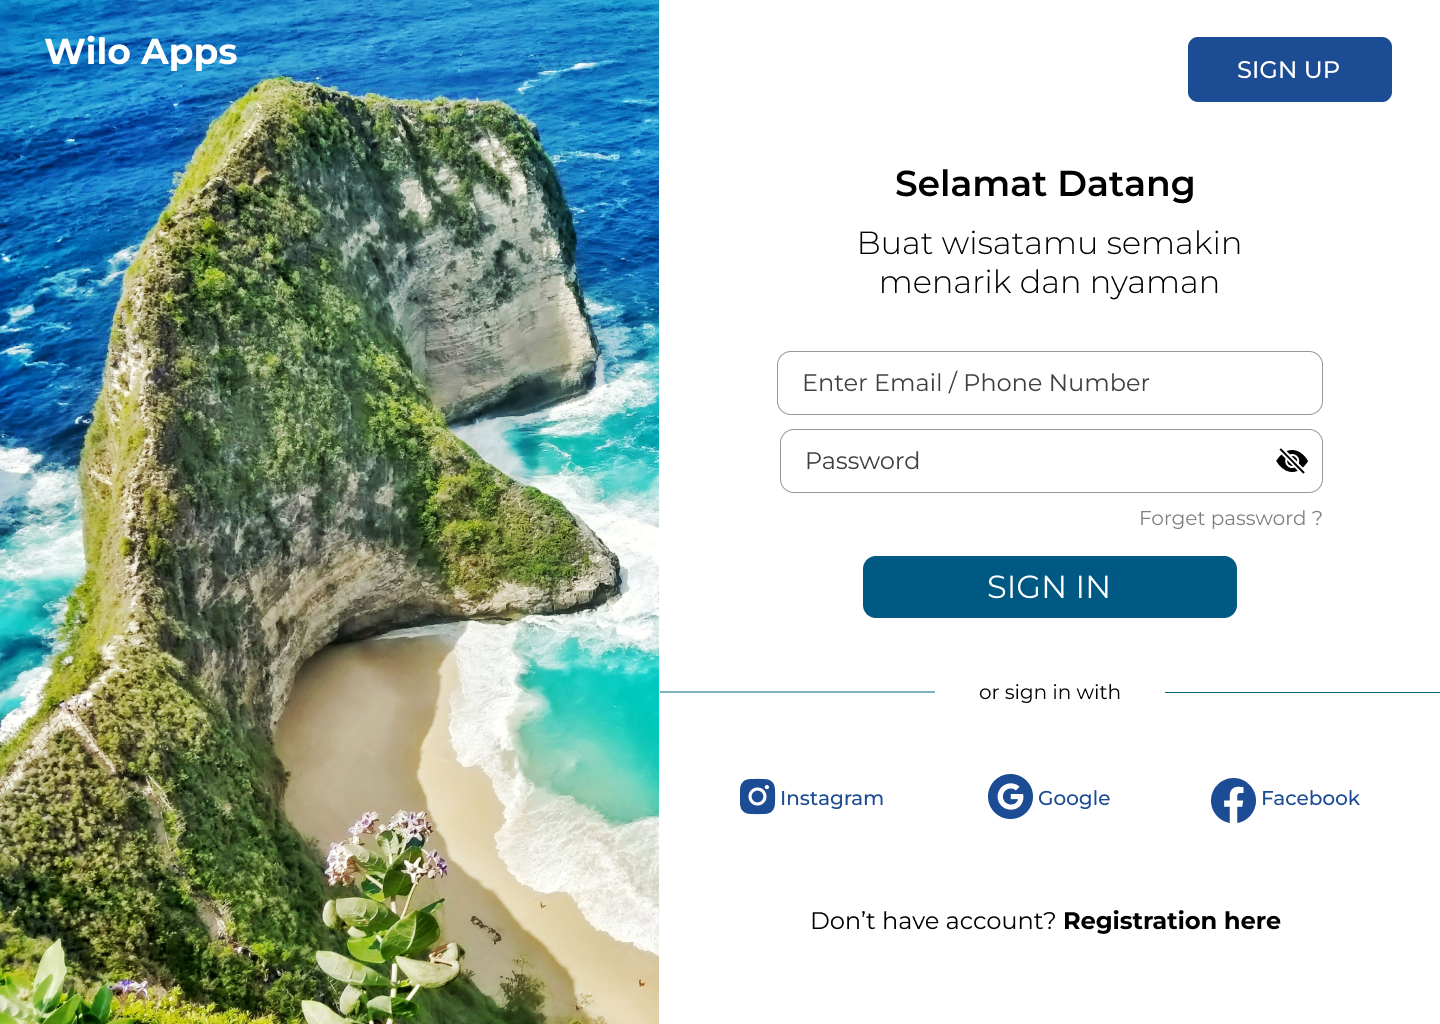 Wilo Apps
SIGN UP
Selamat Datang
Buat wisatamu semakin
menarik dan nyaman
Enter Email / Phone Number
Password
Forget password ?
SIGN IN
or sign in with
Instagram
Google
Facebook
Don’t have account? Registration here